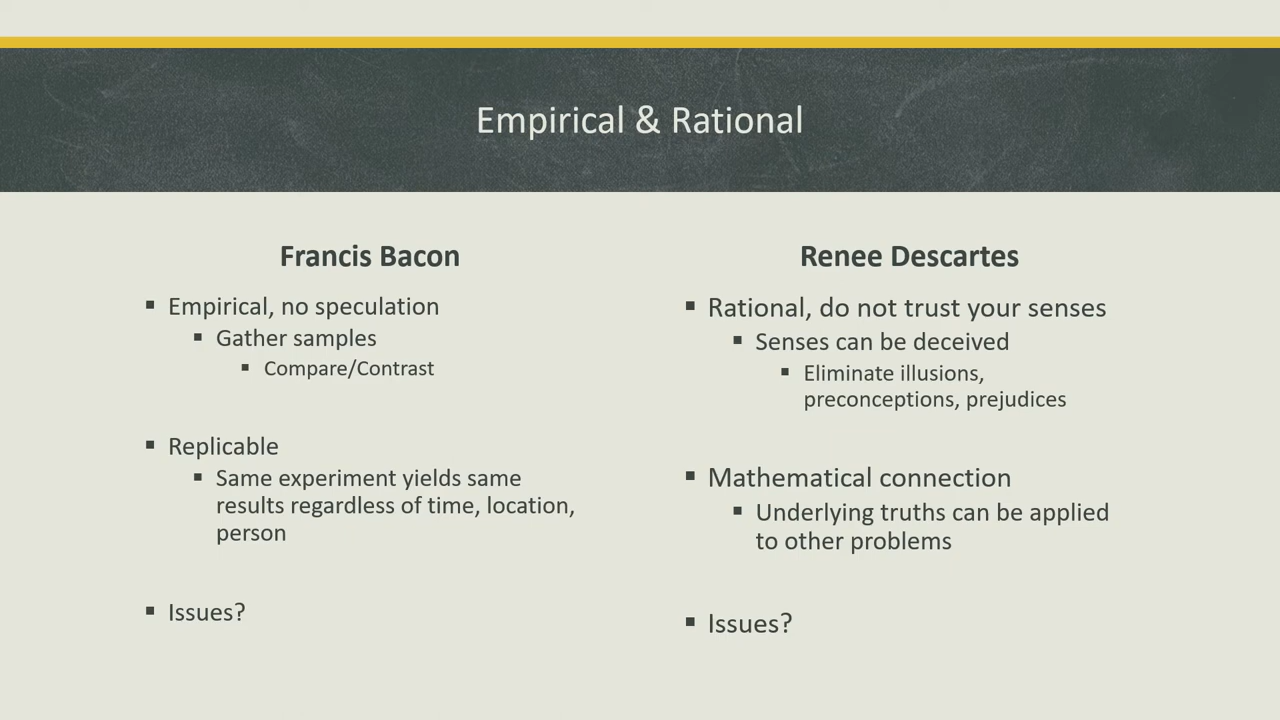 Empirical & Rational
Francis Bacon
Empirical, no speculation
Gather samples
Compare/Contrast
Replicable
Same experiment yields same
results regardless of time, location,
person
Issues?
Renee Descartes
Rational, do not trust your senses
Senses can be deceived
Eliminate illusions,
preconceptions, prejudices
Mathematical connection
Underlying truths can be applied
to other problems
Issues?